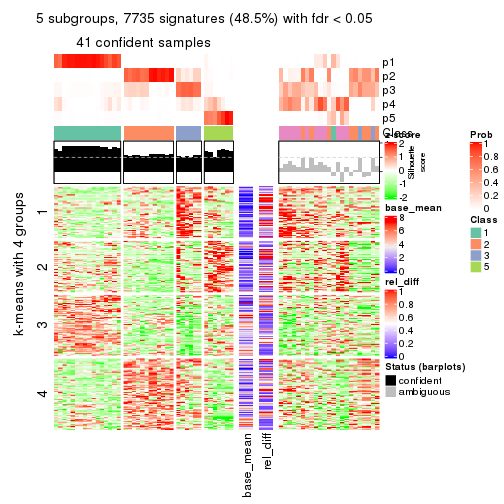 5 subgroups, 7735 signatures (48.5%) with fdr < 0.05
41 confident samples
p1
p2
p3
p4
p5
Class
1
2
3
4
k-means with 4 groups
base_mean
rel_diff
Silhouette
score
z-score
2
1
0
-1
-2
base_mean
8
6
4
2
0
rel_diff
1
0.8
0.6
0.4
0.2
0
Status (barplots)
confident
ambiguous
Prob
1
0.8
0.6
0.4
0.2
0
Class
1
2
3
5